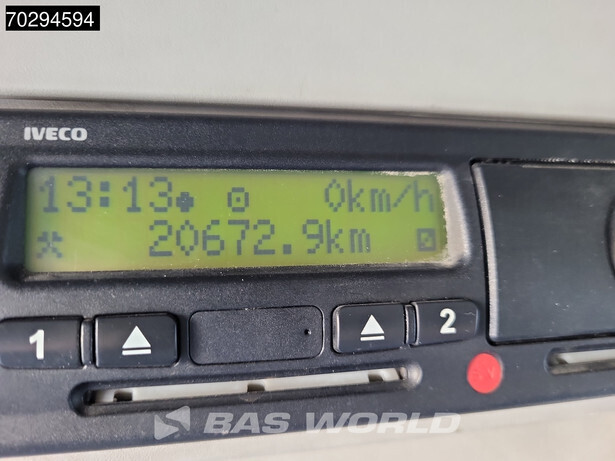 70294594
IVECO
13:13 0km/h
20672.9km
1 2
BAS WORLD